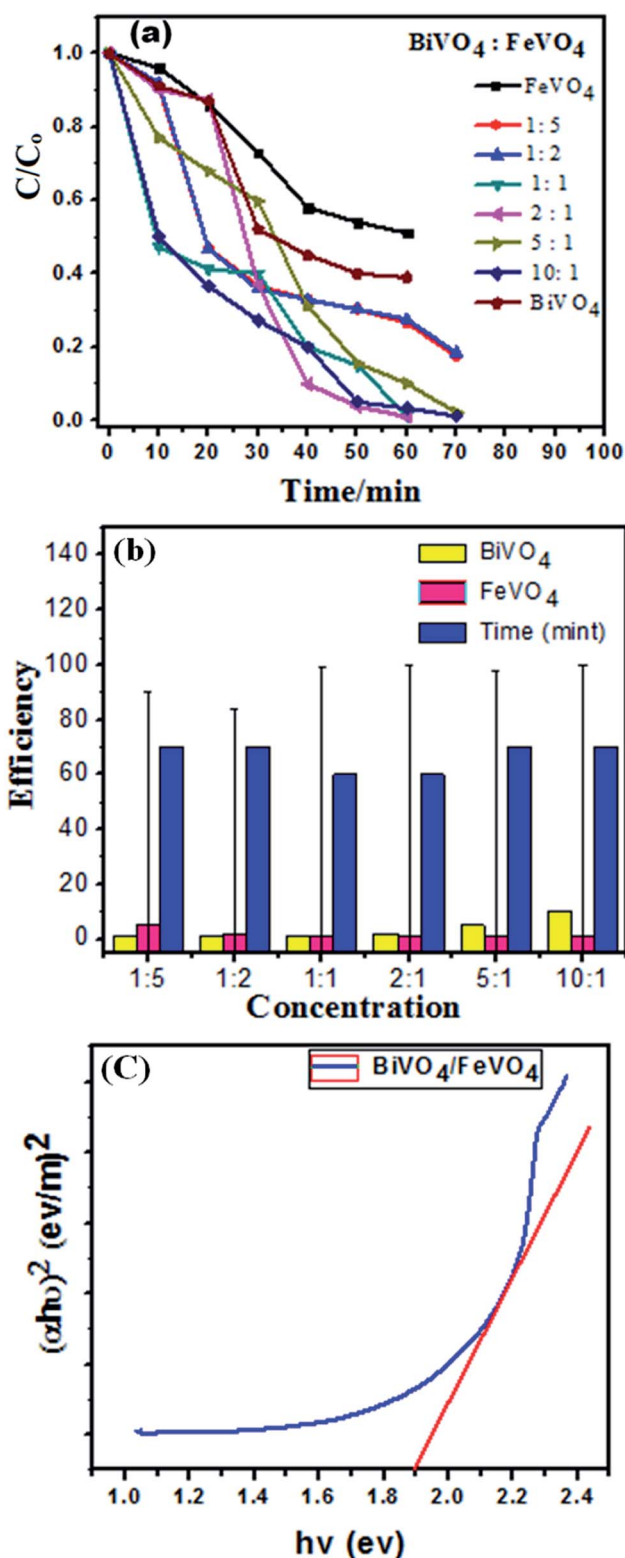 (a)
BiVO4 : FeVO4
FeVO4
1 : 5
1 : 2
1 : 1
2 : 1
5 : 1
10 : 1
BiVO4
C/Co
1.0
0.8
0.6
0.4
0.2
0.0
0 10 20 30 40 50 60 70 80 90 100
Time/min
(b)
BiVO4
FeVO4
Time (mint)
Efficiency
140
120
100
80
60
40
20
0
1:5 1:2 1:1 2:1 5:1 10:1
Concentration
(C)
BiVO4/FeVO4
(αhυ)2 (ev/m)2
1.0 1.2 1.4 1.6 1.8 2.0 2.2 2.4
hv (ev)